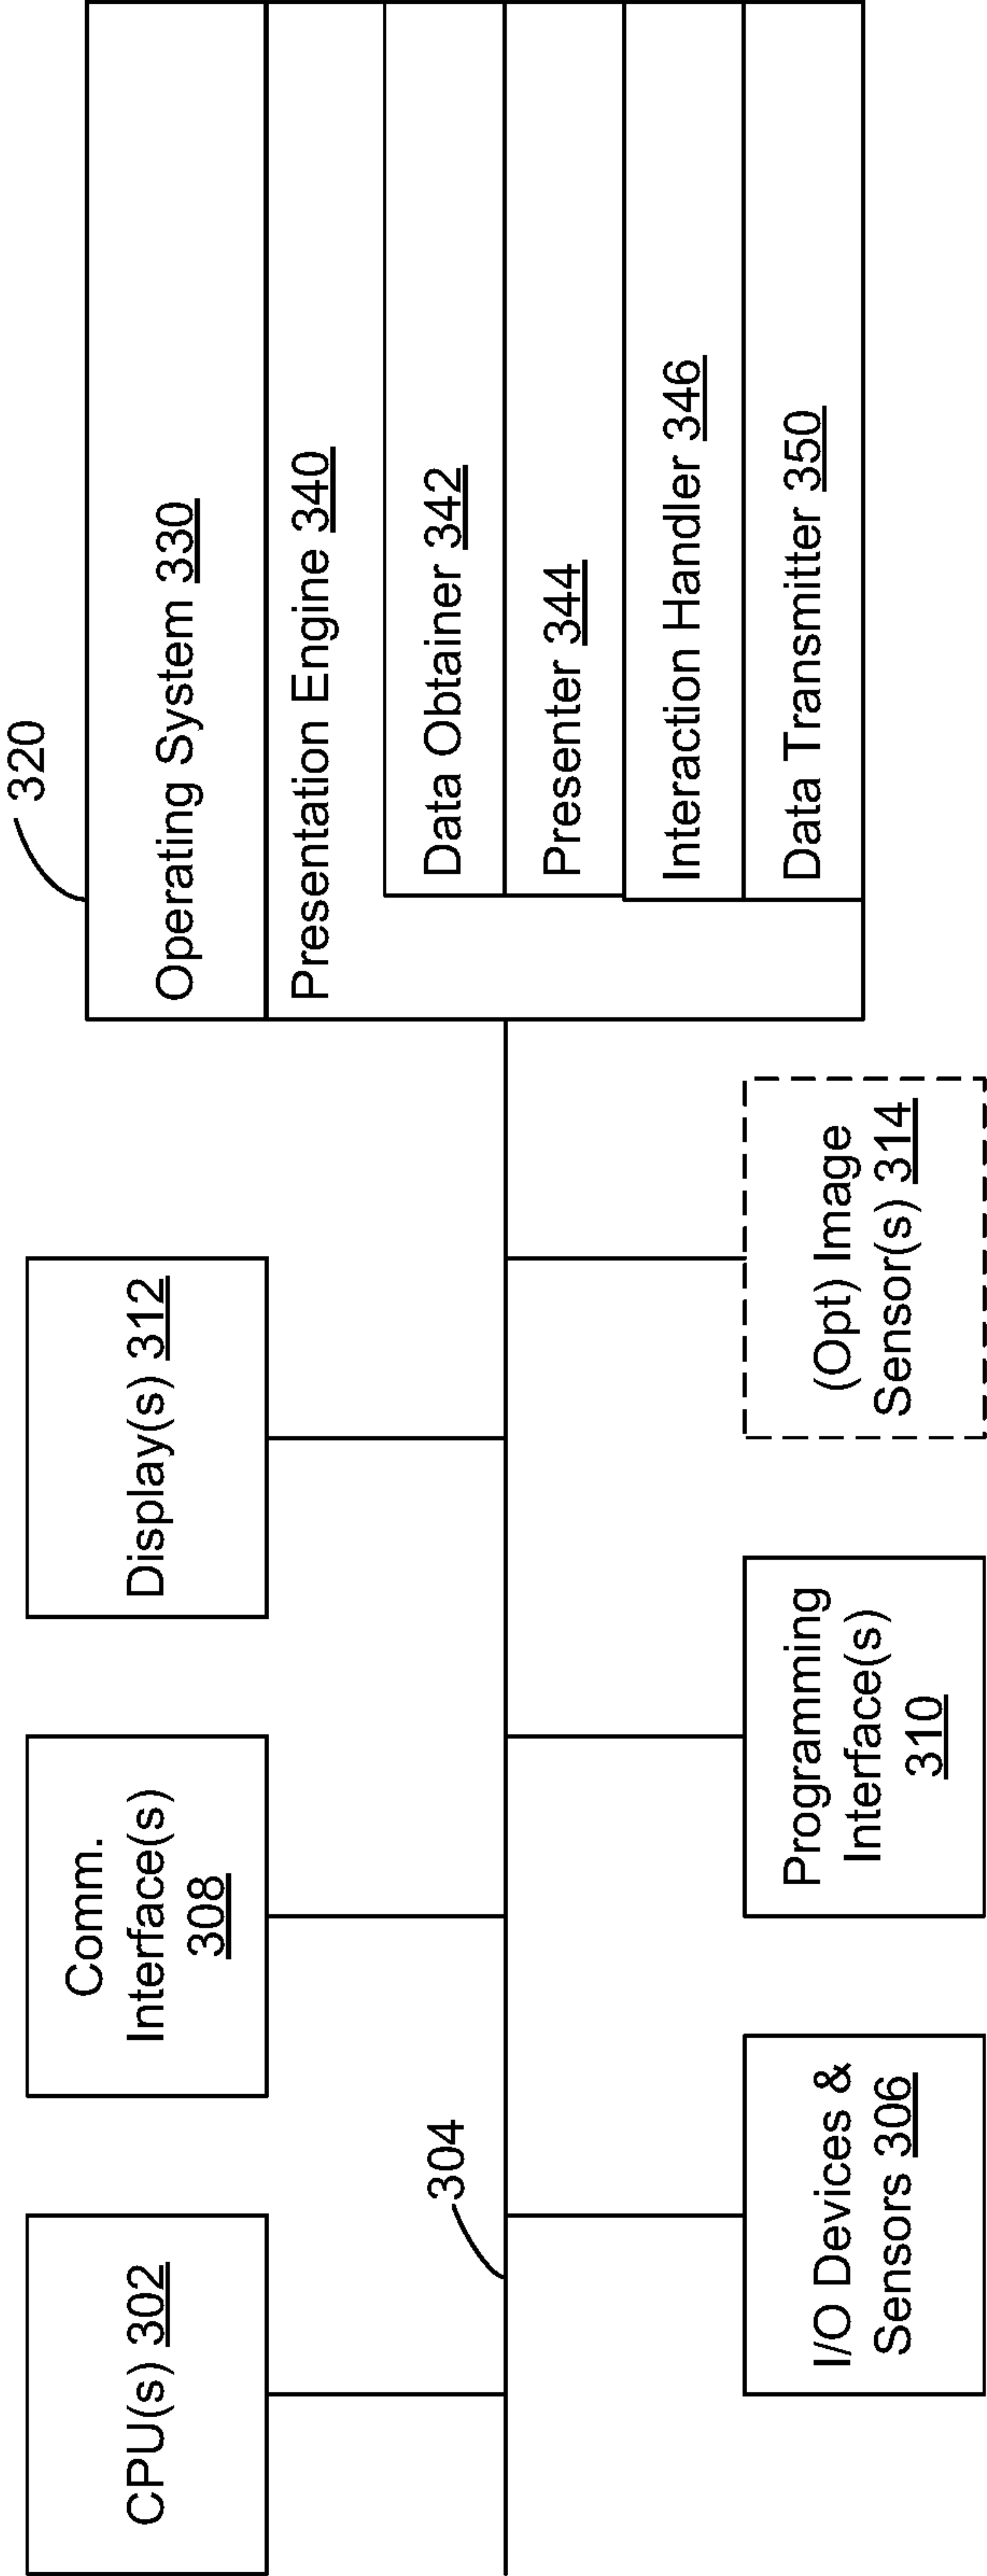 CPU(s) 302
Comm.
Interface(s)
308
Display(s) 312
304
I/O Devices &
Sensors 306
Programming
Interface(s)
310
(Opt) Image
Sensor(s) 314
320
Operating System 330
Presentation Engine 340
Data Obtainer 342
Presenter 344
Interaction Handler 346
Data Transmitter 350